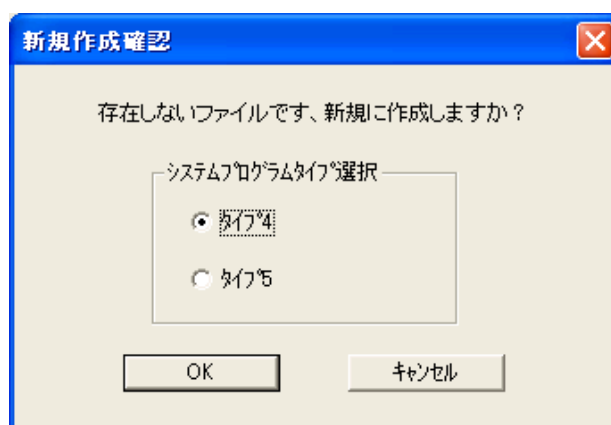 新規作成確認
存在しないファイルです、新規に作成しますか？
システムプログラムタイプ選択
タイプ4
タイプ5
OK
キャンセル